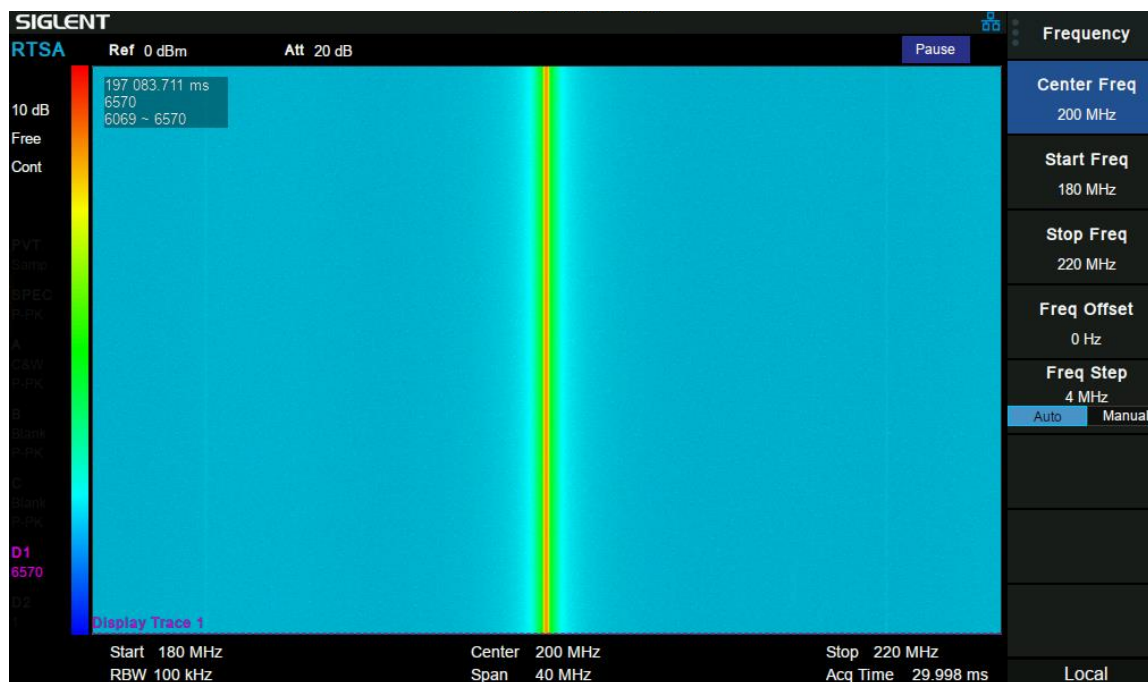 SIGLENT
RTSA
Ref 0 dBm
Att 20 dB
Pause
197 083.711 ms
6570
6069 ~ 6570
10 dB
Free
Cont
PVT
Samp
SPEC
P-PK
A
C&W
P-PK
B
Blank
P-PK
C
Blank
P-PK
D1
6570
D2
1
Display Trace 1
Start 180 MHz
Center 200 MHz
Stop 220 MHz
RBW 100 kHz
Span 40 MHz
Acq Time 29.998 ms
Frequency
Center Freq
200 MHz
Start Freq
180 MHz
Stop Freq
220 MHz
Freq Offset
0 Hz
Freq Step
4 MHz
Auto Manual
Local